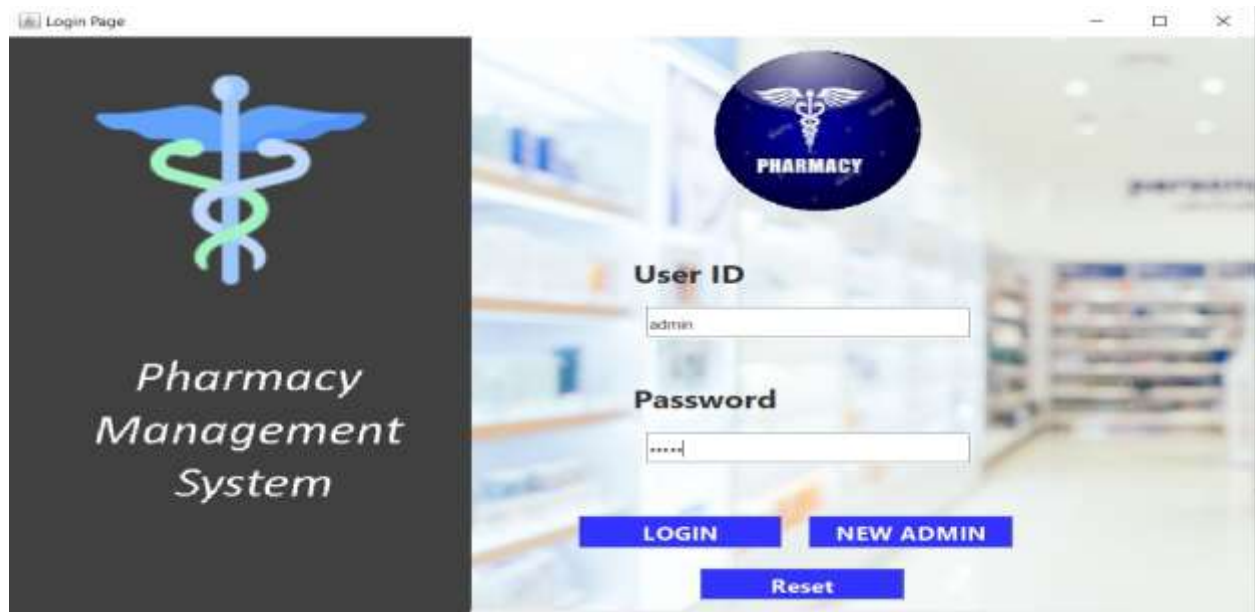 Login Page
PHARMACY
Pharmacy
Management
System
User ID
admin
Password
•••••
LOGIN
NEW ADMIN
Reset